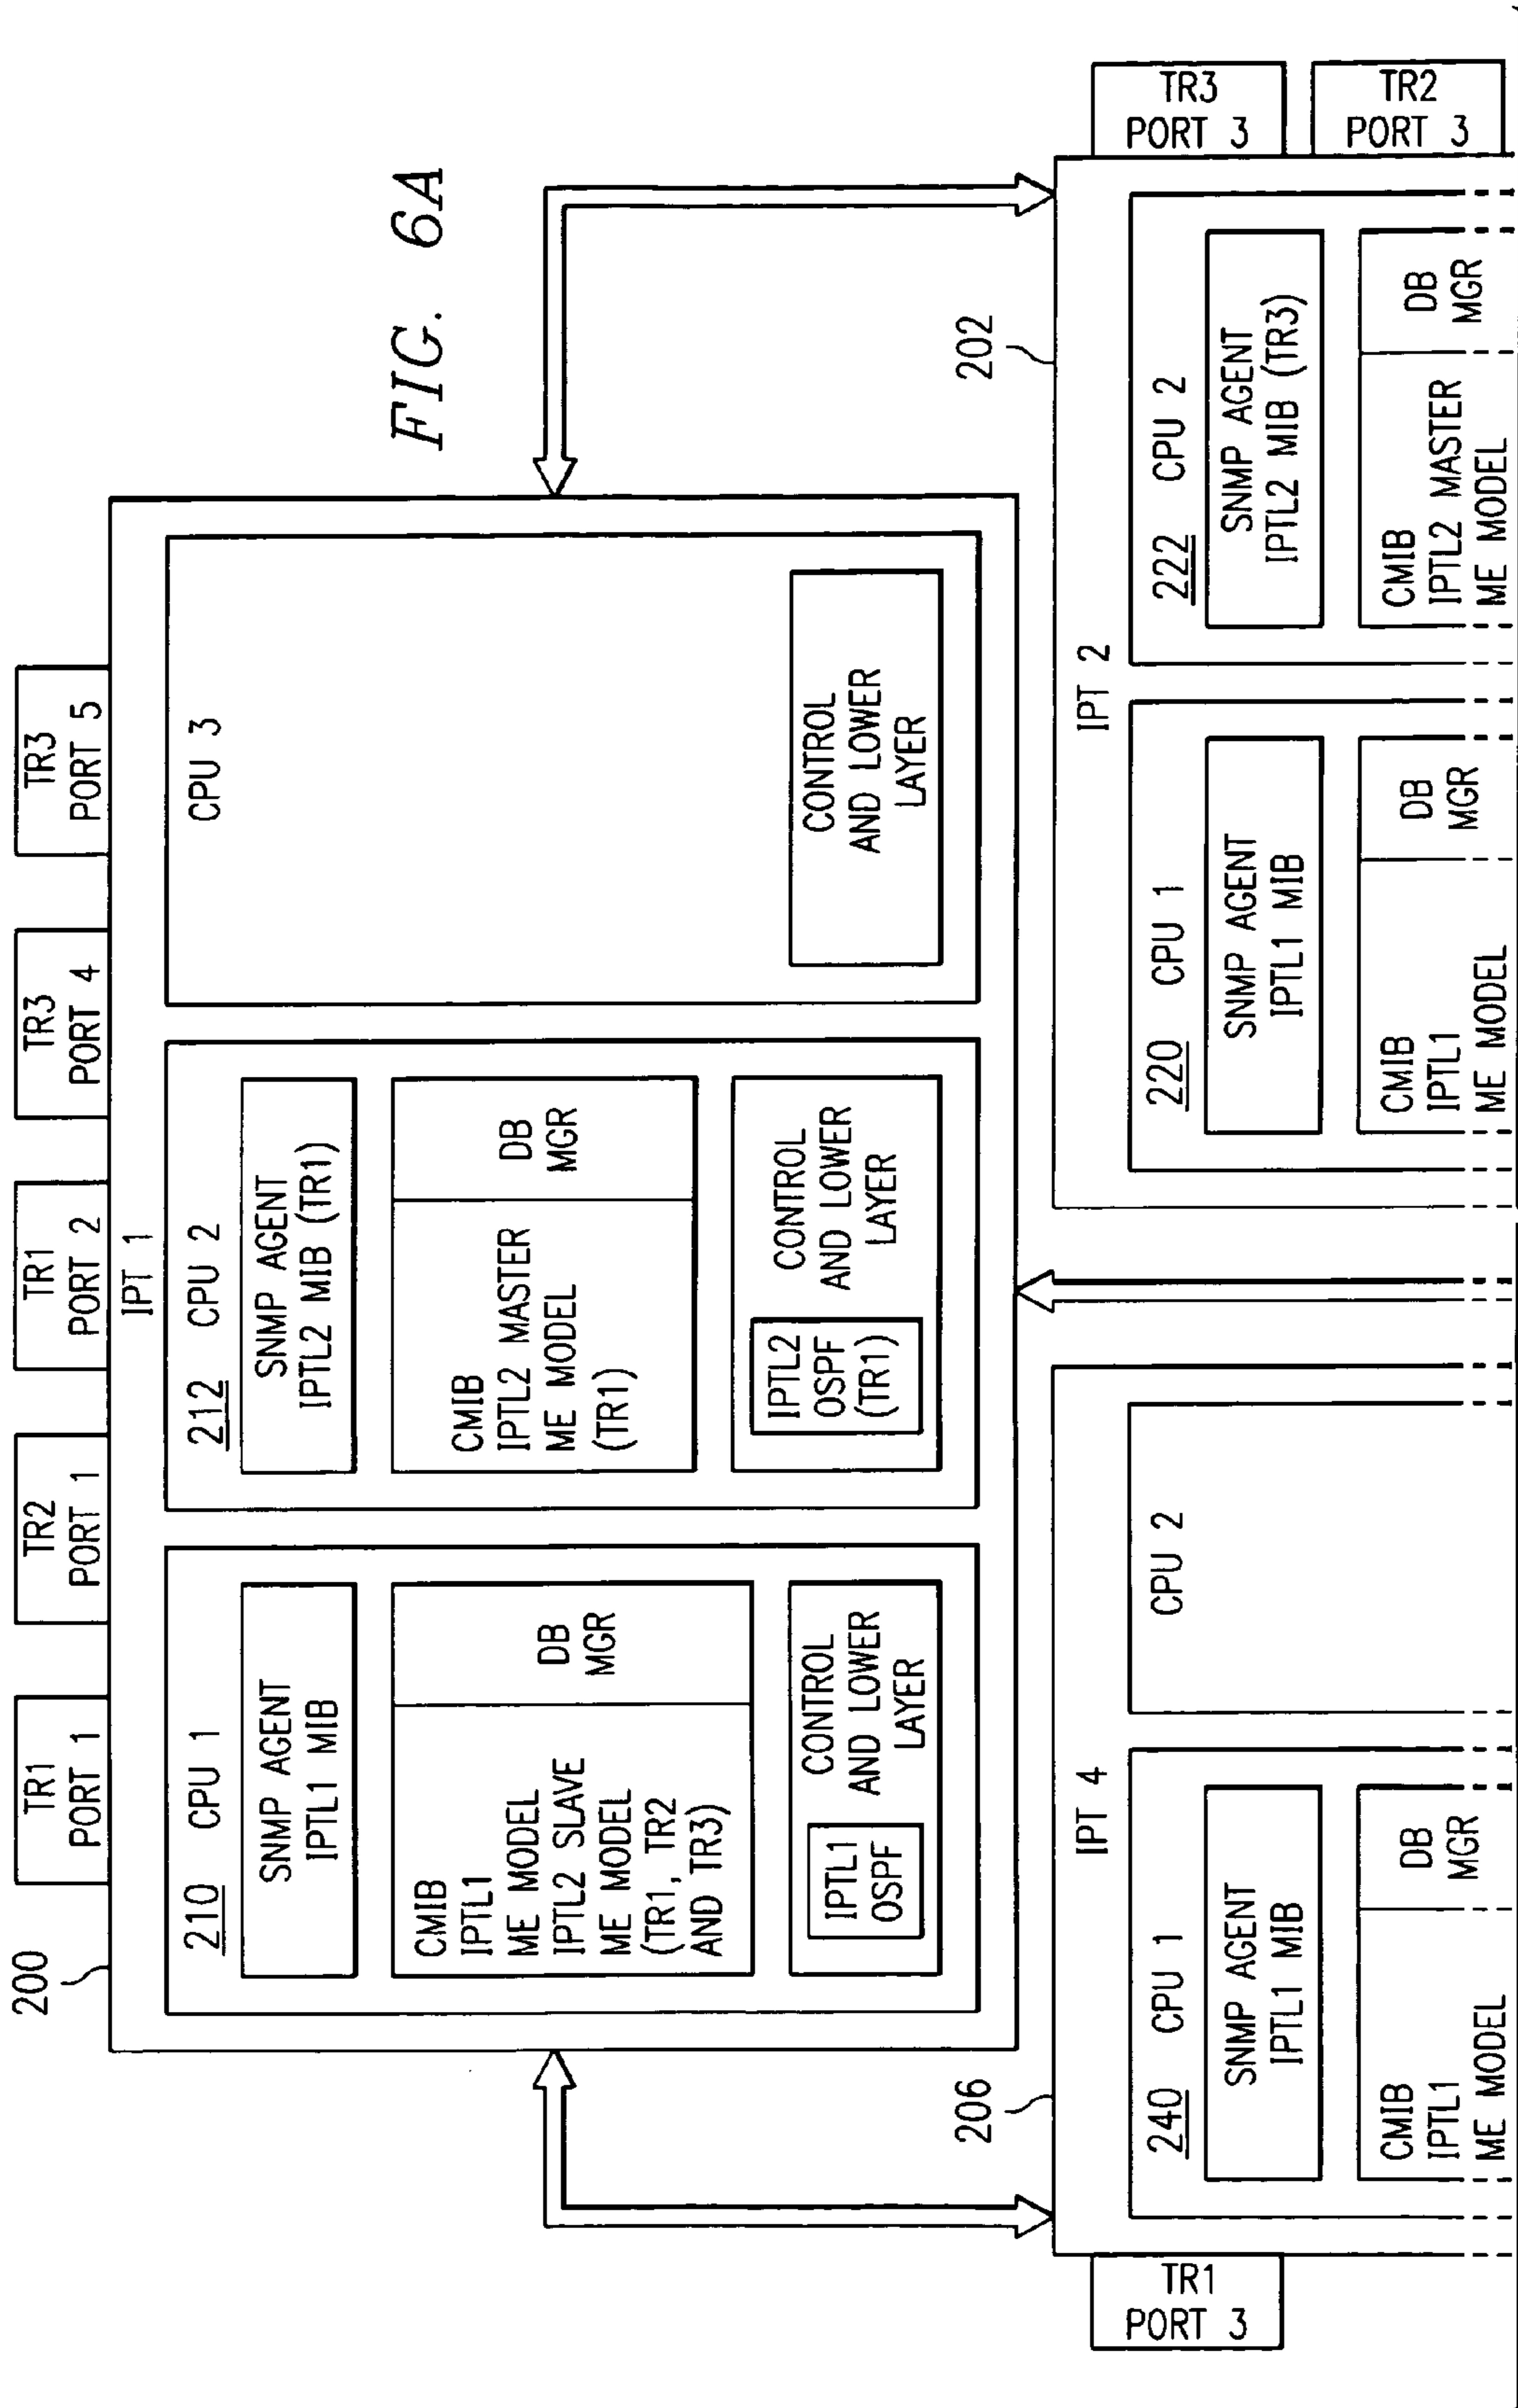 FIG. 6A
200
TR1
PORT 1
TR2
PORT 1
TR1
PORT 2
TR3
PORT 4
TR3
PORT 5
IPT 1
210 CPU 1
SNMP AGENT
IPTL1 MIB
CMIB
IPTL1
ME MODEL
IPTL2 SLAVE
ME MODEL
(TR1, TR2
AND TR3)
DB
MGR
IPTL1
OSPF
CONTROL
AND LOWER
LAYER
212 CPU 2
SNMP AGENT
IPTL2 MIB (TR1)
CMIB
IPTL2 MASTER
ME MODEL
(TR1)
DB
MGR
IPTL2
OSPF
(TR1)
CONTROL
AND LOWER
LAYER
CPU 3
CONTROL
AND LOWER
LAYER
206
TR1
PORT 3
IPT 4
240 CPU 1
SNMP AGENT
IPTL1 MIB
CMIB
IPTL1
ME MODEL
DB
MGR
CPU 2
202
IPT 2
220 CPU 1
SNMP AGENT
IPTL1 MIB
CMIB
IPTL1
ME MODEL
DB
MGR
222 CPU 2
SNMP AGENT
IPTL2 MIB (TR3)
CMIB
IPTL2 MASTER
ME MODEL
DB
MGR
TR3
PORT 3
TR2
PORT 3